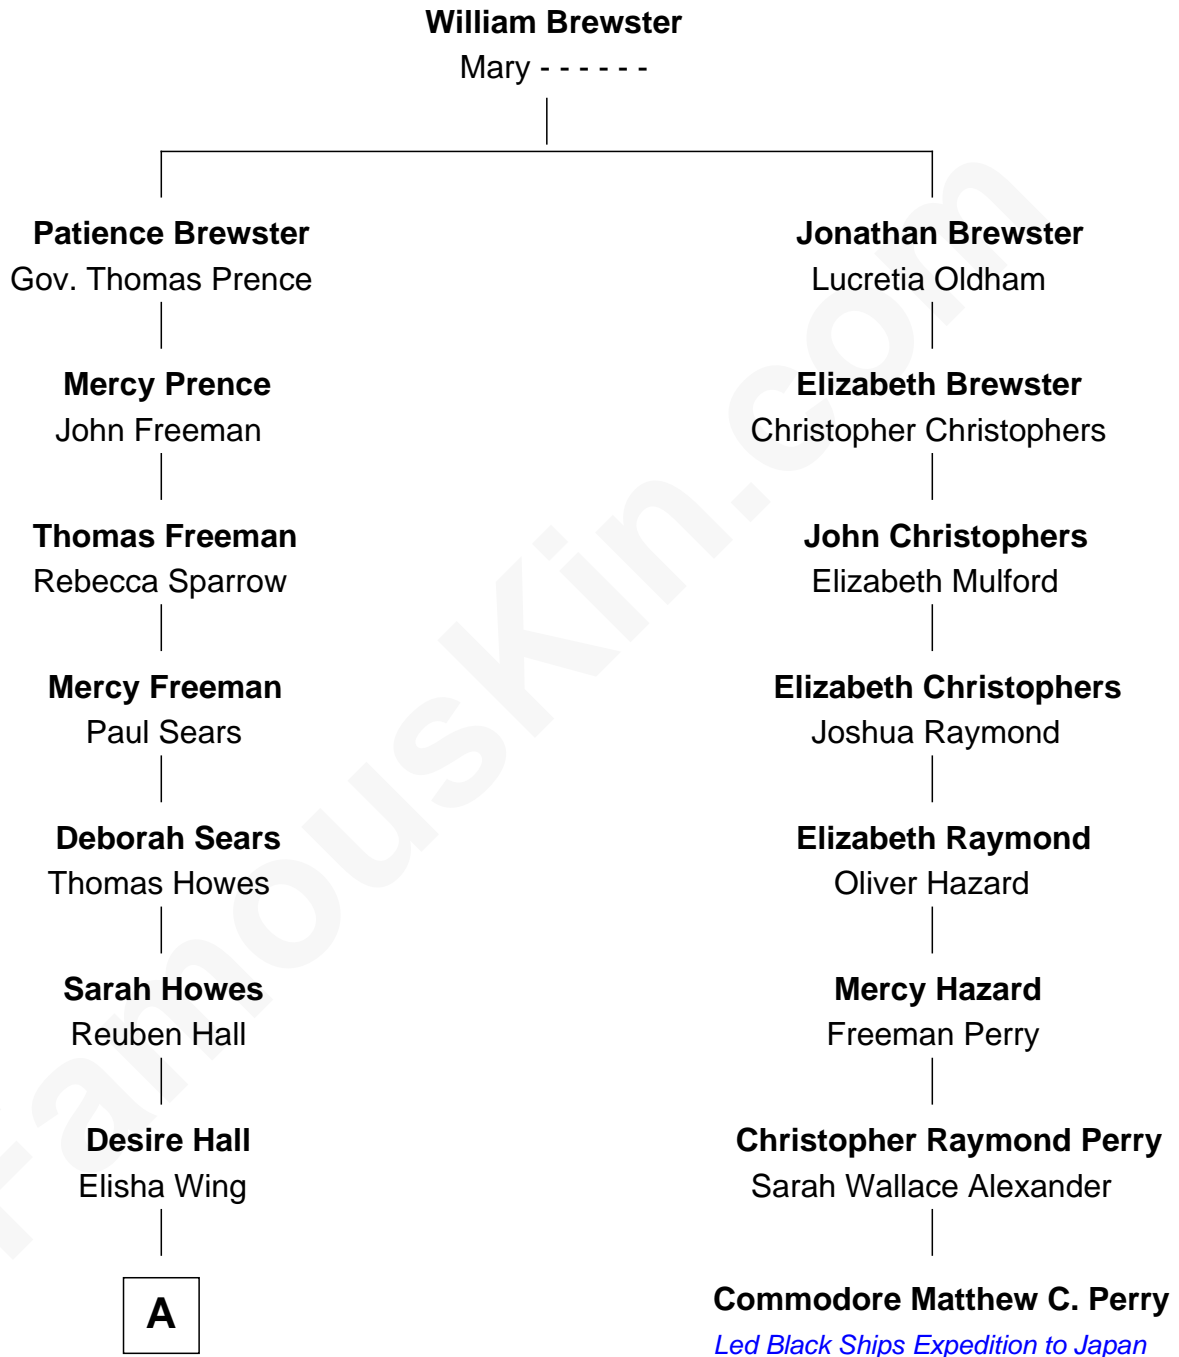 William Brewster
Mary - - - - - -
Patience Brewster
Gov. Thomas Prence
Jonathan Brewster
Lucretia Oldham
Mercy Prence
John Freeman
Elizabeth Brewster
Christopher Christophers
Thomas Freeman
Rebecca Sparrow
John Christophers
Elizabeth Mulford
Mercy Freeman
Paul Sears
Elizabeth Christophers
Joshua Raymond
Deborah Sears
Thomas Howes
Elizabeth Raymond
Oliver Hazard
Sarah Howes
Reuben Hall
Mercy Hazard
Freeman Perry
Desire Hall
Elisha Wing
Christopher Raymond Perry
Sarah Wallace Alexander
A
Commodore Matthew C. Perry
Led Black Ships Expedition to Japan
FamousKin.com